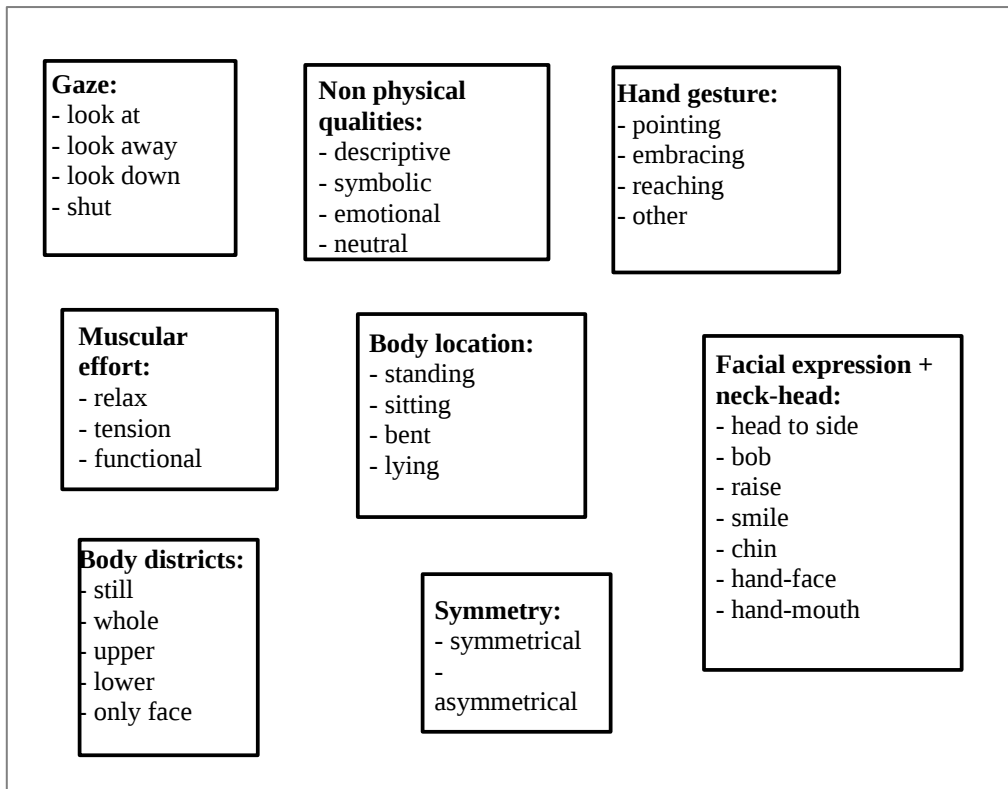 Gaze:
- look at
- look away
- look down
- shut
Non physical
qualities:
- descriptive
- symbolic
- emotional
- neutral
Hand gesture:
- pointing
- embracing
- reaching
- other
Muscular
effort:
- relax
- tension
- functional
Body location:
- standing
- sitting
- bent
- lying
Facial expression +
neck-head:
- head to side
- bob
- raise
- smile
- chin
- hand-face
- hand-mouth
Body districts:
- still
- whole
- upper
- lower
- only face
Symmetry:
- symmetrical
-
asymmetrical